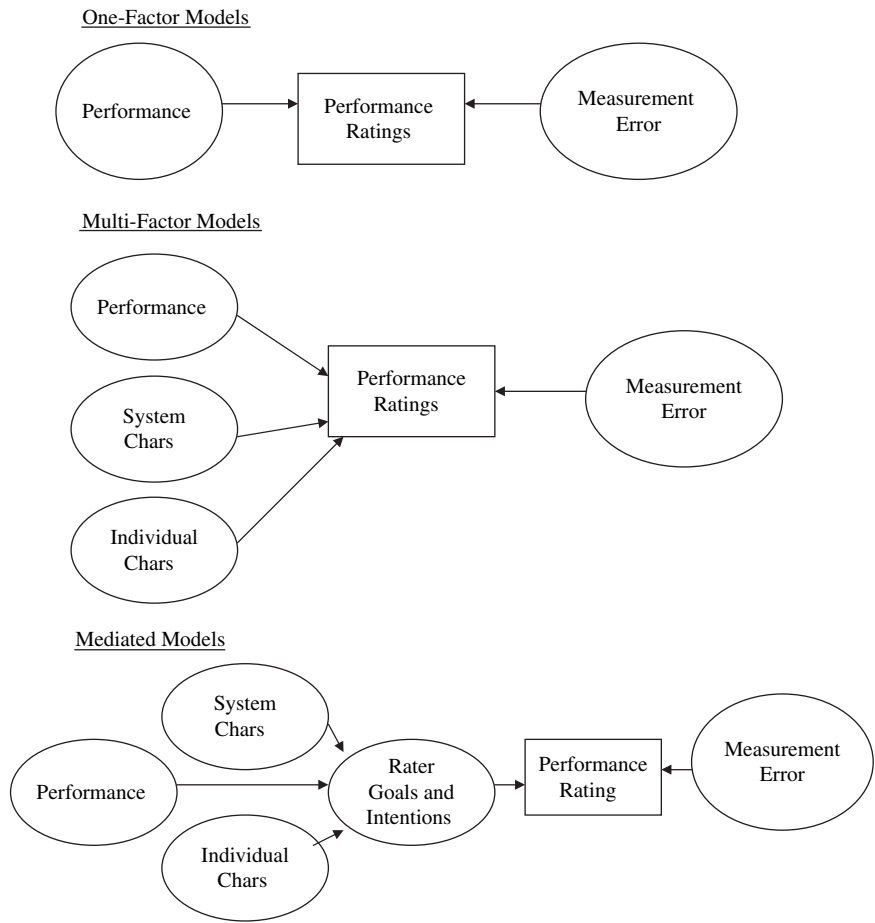 One-Factor Models
Performance
Performance
Ratings
Measurement
Error
Multi-Factor Models
Performance
System
Chars
Individual
Chars
Performance
Ratings
Measurement
Error
Mediated Models
System
Chars
Performance
Individual
Chars
Rater
Goals and
Intentions
Performance
Rating
Measurement
Error